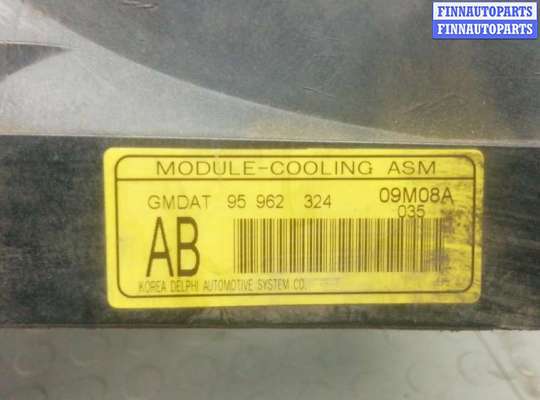 FINNAUTOPARTS
FINNAUTOPARTS
MODULE-COOLING ASM
GMDAT 95 962 324 09M08A
035
AB
KOREA DELPHI AUTOMOTIVE SYSTEM CO.